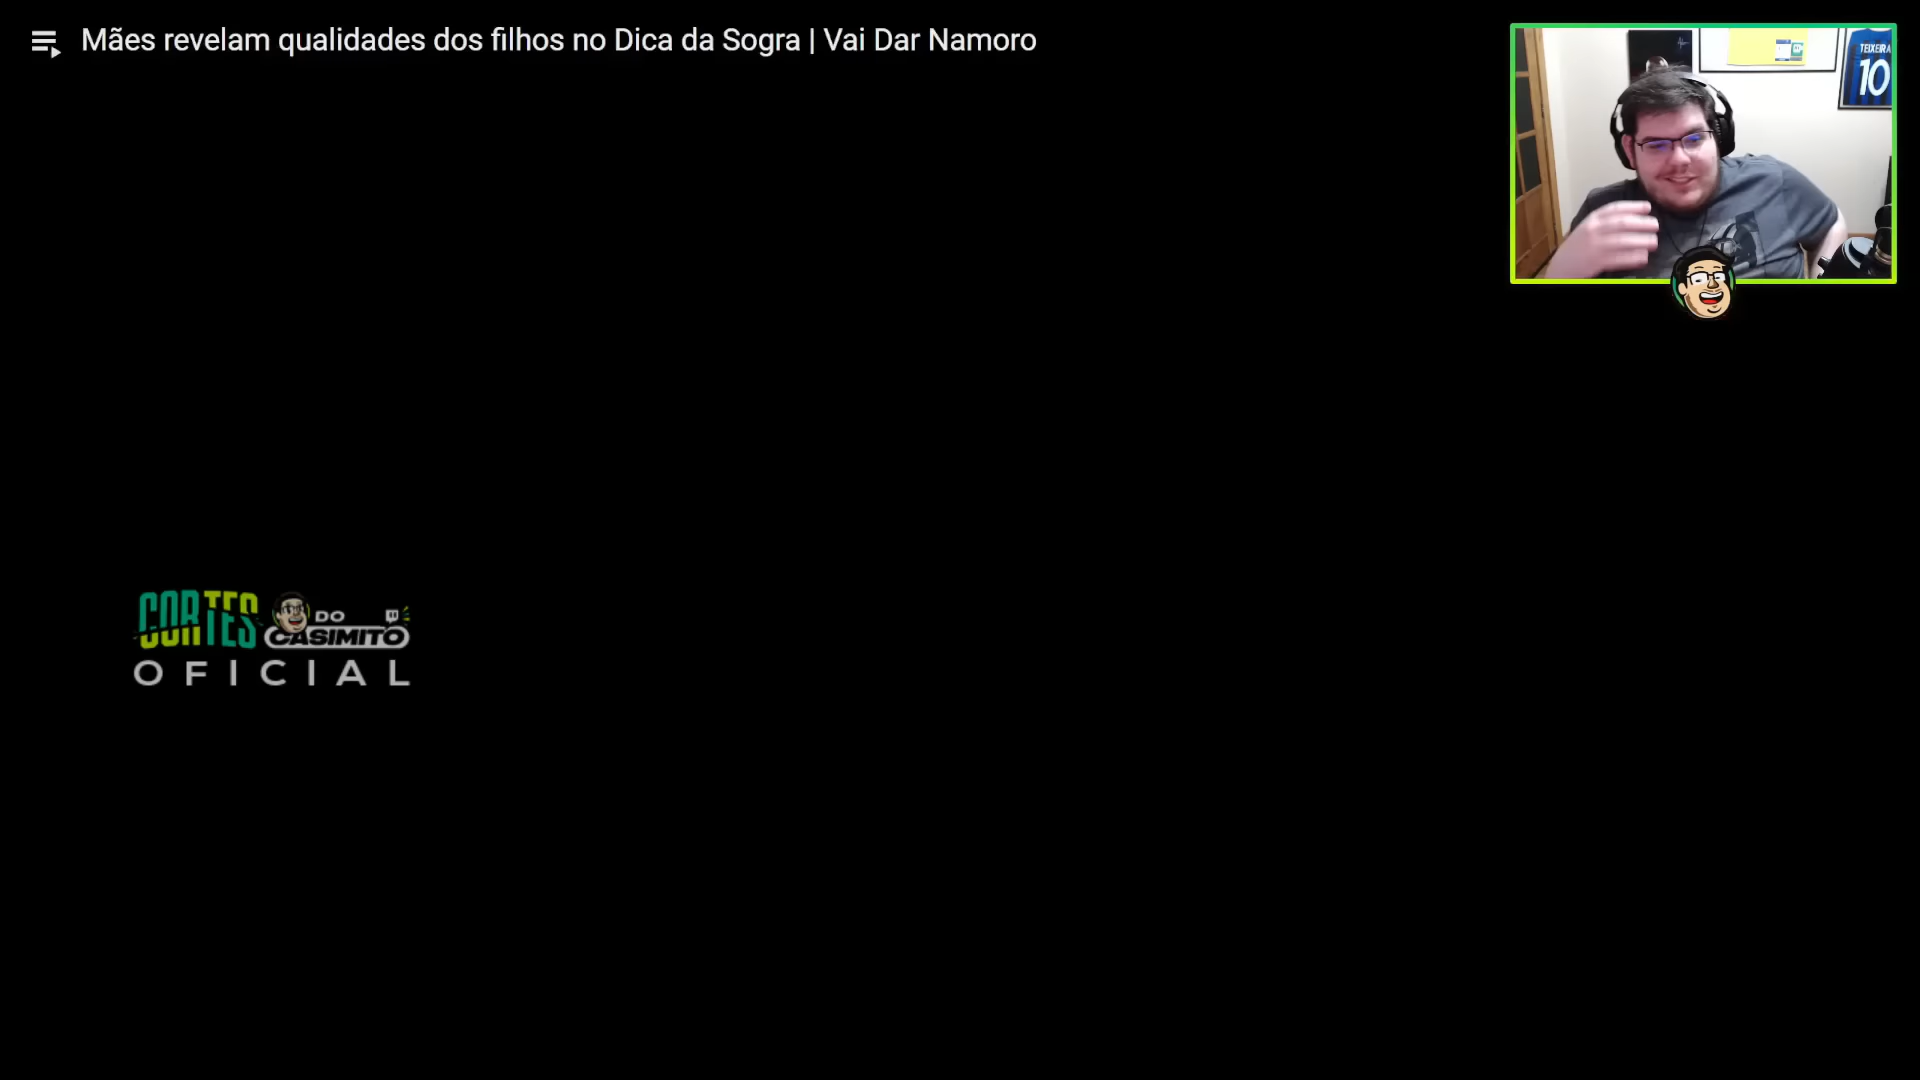 Mães revelam qualidades dos filhos no Dica da Sogra | Vai Dar Namoro
TEIXEIRA
10
CORTES DO CASIMITO
OFICIAL